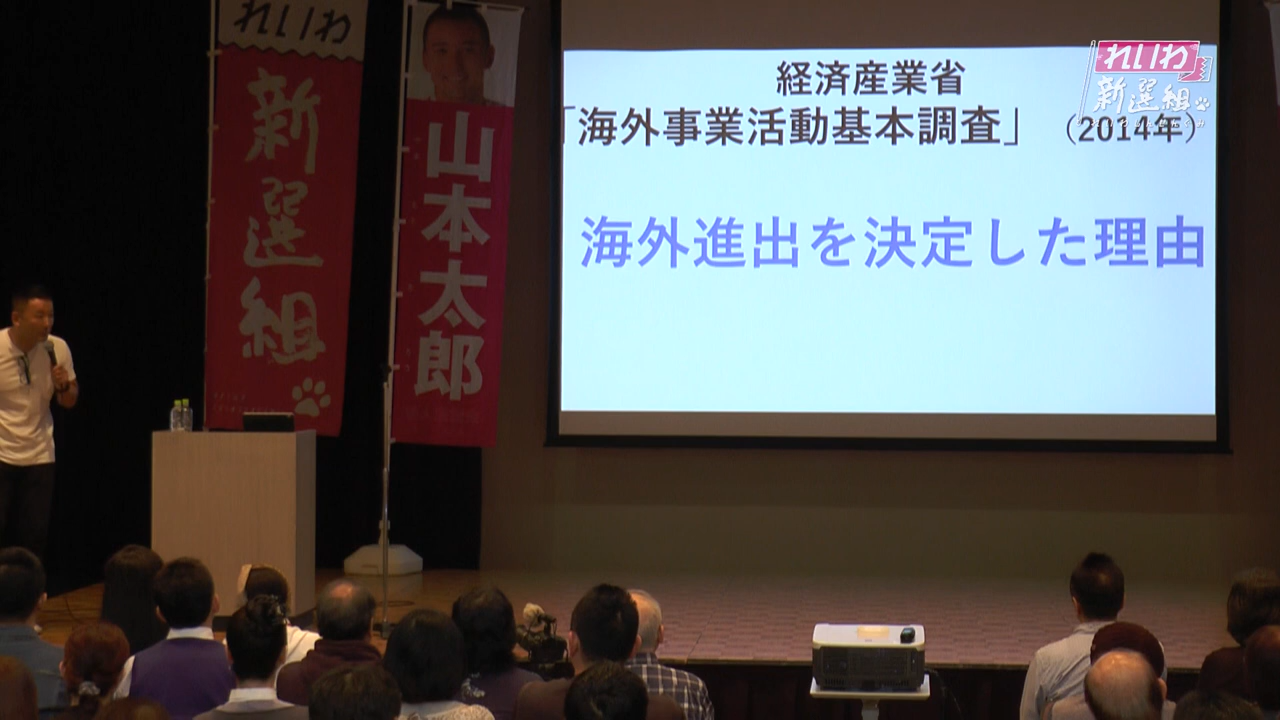 れいわ
新選組
山本太郎
経済産業省
「海外事業活動基本調査」 （2014年）
海外進出を決定した理由
れいわ
新選組